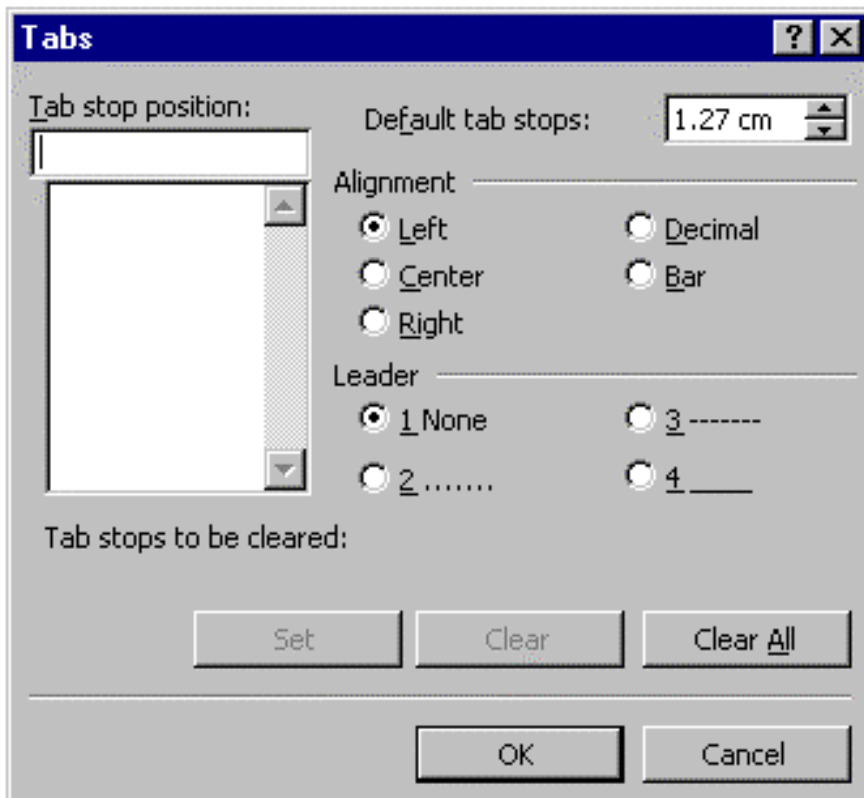 Tabs
Tab stop position:
Default tab stops: 1.27 cm
Alignment
Left
Decimal
Center
Bar
Right
Leader
1 None
3 -------
2 .......
4 ____
Tab stops to be cleared:
Set Clear Clear All
OK Cancel